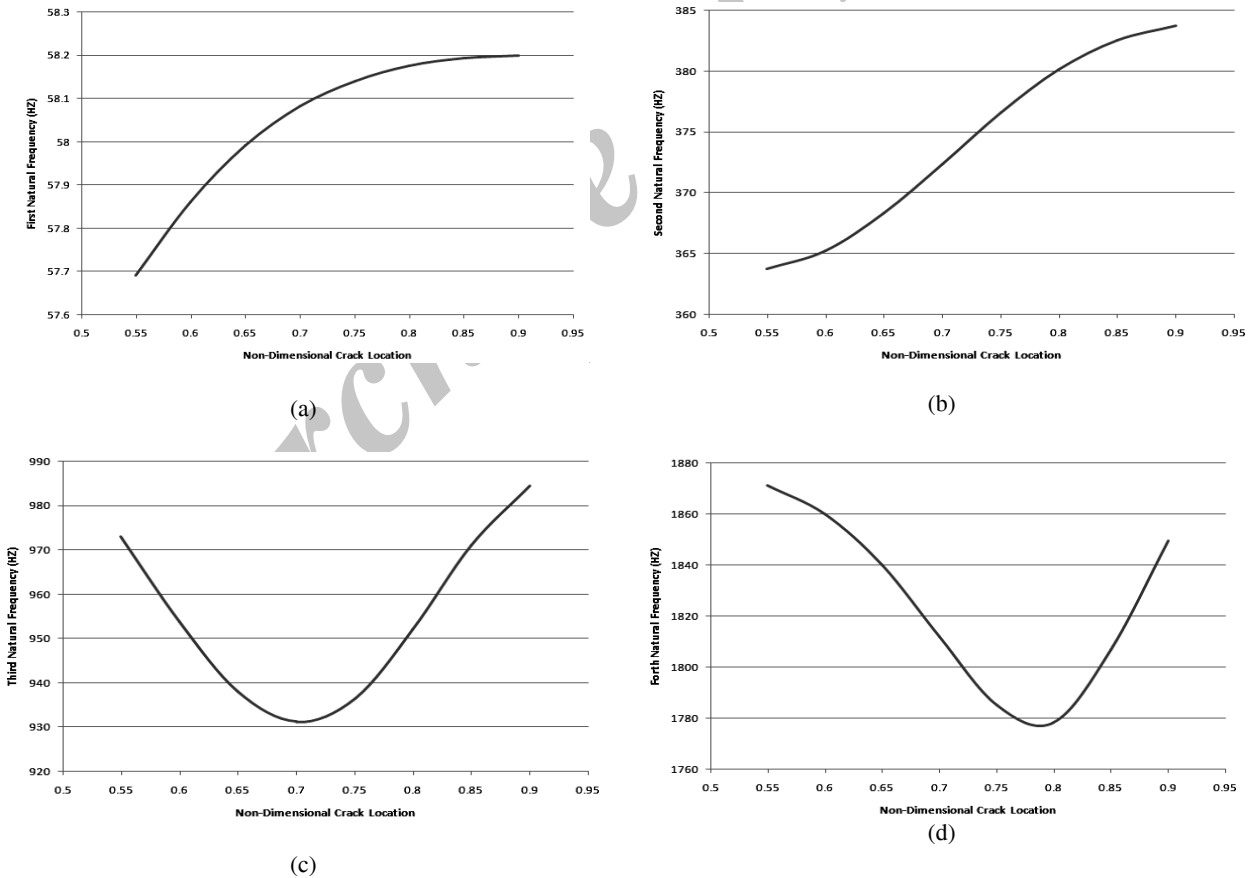 58.3
58.2
58.1
58
57.9
57.8
57.7
57.6
First Natural Frequency (HZ)
0.5 0.55 0.6 0.65 0.7 0.75 0.8 0.85 0.9 0.95
Non-Dimensional Crack Location
(a)
385
380
375
370
365
360
Second Natural Frequency (HZ)
0.5 0.55 0.6 0.65 0.7 0.75 0.8 0.85 0.9 0.95
Non-Dimensional Crack Location
(b)
990
980
970
960
950
940
930
920
Third Natural Frequency (HZ)
0.5 0.55 0.6 0.65 0.7 0.75 0.8 0.85 0.9 0.95
Non-Dimensional Crack Location
(c)
1880
1860
1840
1820
1800
1780
1760
Forth Natural Frequency (HZ)
0.5 0.55 0.6 0.65 0.7 0.75 0.8 0.85 0.9 0.95
Non-Dimensional Crack Location
(d)